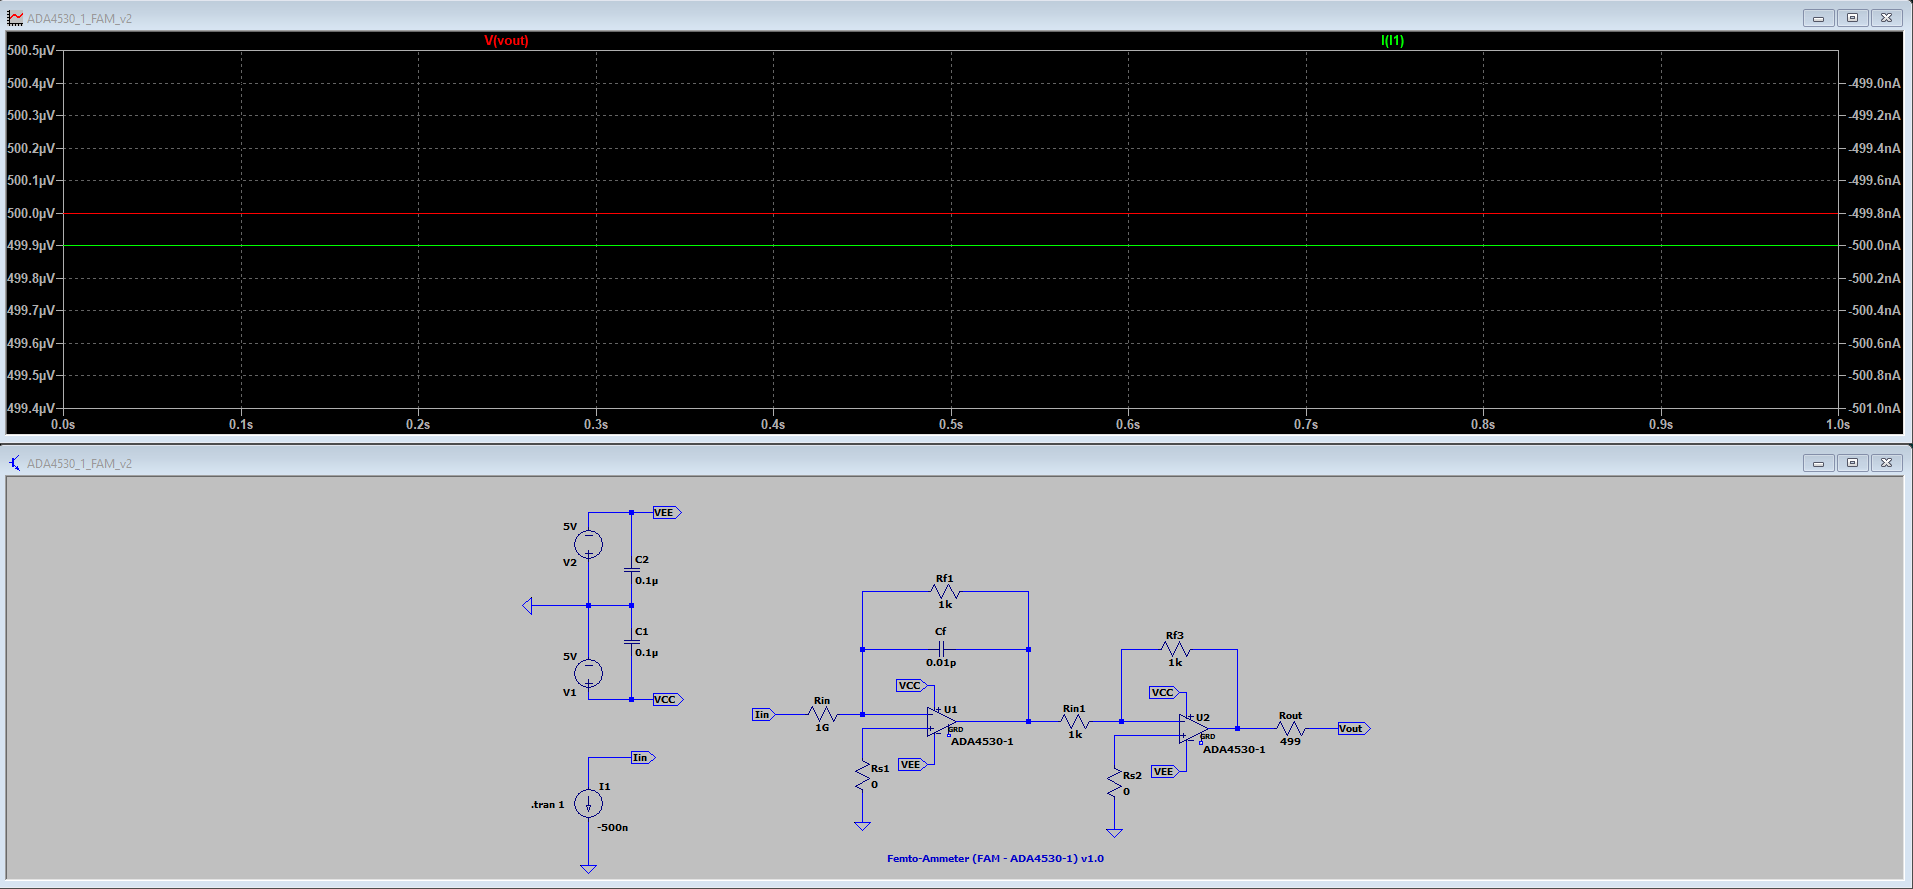 ADA4530_1_FAM_v2
V(vout)
I(I1)
500.5µV
500.4µV
500.3µV
500.2µV
500.1µV
500.0µV
499.9µV
499.8µV
499.7µV
499.6µV
499.5µV
499.4µV
-499.0nA
-499.2nA
-499.4nA
-499.6nA
-499.8nA
-500.0nA
-500.2nA
-500.4nA
-500.6nA
-500.8nA
-501.0nA
0.0s
0.1s
0.2s
0.3s
0.4s
0.5s
0.6s
0.7s
0.8s
0.9s
1.0s
ADA4530_1_FAM_v2
VEE
5V
V2
C2
0.1µ
C1
0.1µ
5V
V1
VCC
Iin
I1
.tran 1
-500n
Rf1
1k
Cf
0.01p
VCC
Iin
Rin
1G
U1
GRD
ADA4530-1
VEE
Rs1
0
Rin1
1k
Rf3
1k
VCC
U2
GRD
ADA4530-1
VEE
Rs2
0
Rout
499
Vout
Femto-Ammeter (FAM - ADA4530-1) v1.0